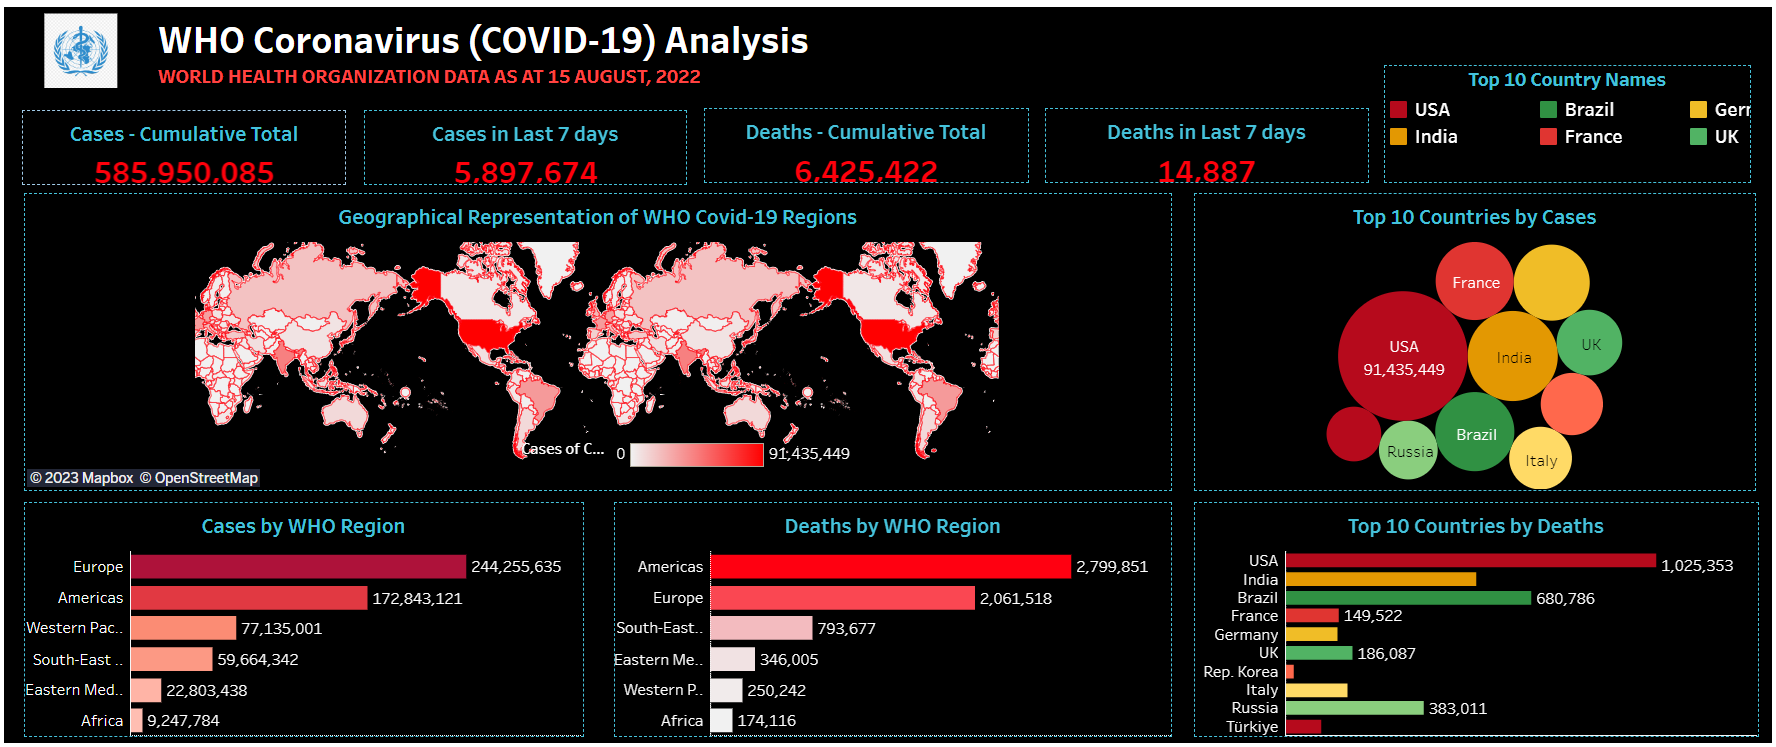 WHO Coronavirus (COVID-19) Analysis
WORLD HEALTH ORGANIZATION DATA AS AT 15 AUGUST, 2022
Top 10 Country Names
USA
Brazil
Gerr
India
France
UK
Cases - Cumulative Total
585,950,085
Cases in Last 7 days
5,897,674
Deaths - Cumulative Total
6,425,422
Deaths in Last 7 days
14,887
Geographical Representation of WHO Covid-19 Regions
Cases of C...
0
91,435,449
© 2023 Mapbox © OpenStreetMap
Top 10 Countries by Cases
France
USA
91,435,449
India
UK
Brazil
Russia
Italy
Cases by WHO Region
Europe 244,255,635
Americas 172,843,121
Western Pac.. 77,135,001
South-East .. 59,664,342
Eastern Med.. 22,803,438
Africa 9,247,784
Deaths by WHO Region
Americas 2,799,851
Europe 2,061,518
South-East.. 793,677
Eastern Me.. 346,005
Western P.. 250,242
Africa 174,116
Top 10 Countries by Deaths
USA 1,025,353
India
Brazil 680,786
France 149,522
Germany
UK 186,087
Rep. Korea
Italy
Russia 383,011
Türkiye